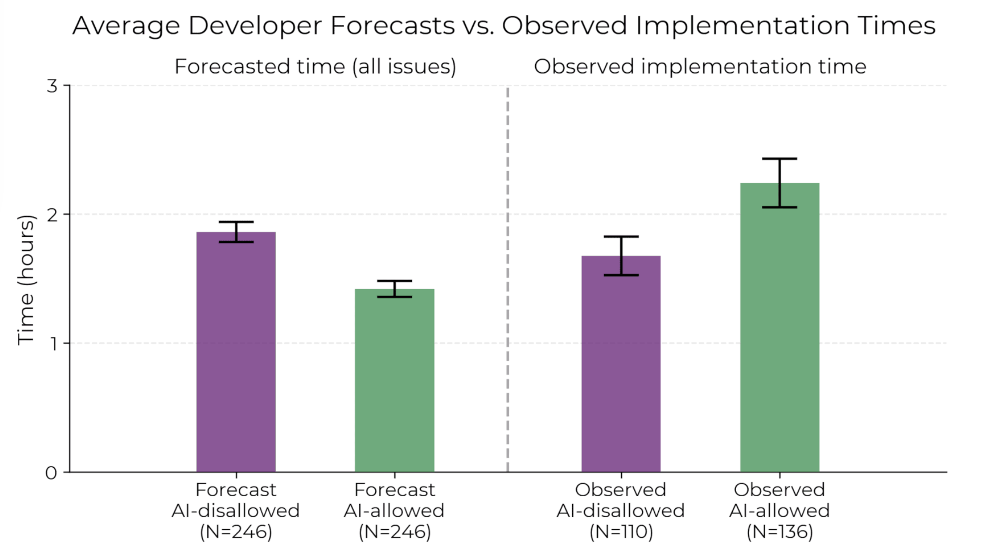 Average Developer Forecasts vs. Observed Implementation Times
Forecasted time (all issues)
Observed implementation time
Time (hours)
3
2
1
0
Forecast
AI-disallowed
(N=246)
Forecast
AI-allowed
(N=246)
Observed
AI-disallowed
(N=110)
Observed
AI-allowed
(N=136)